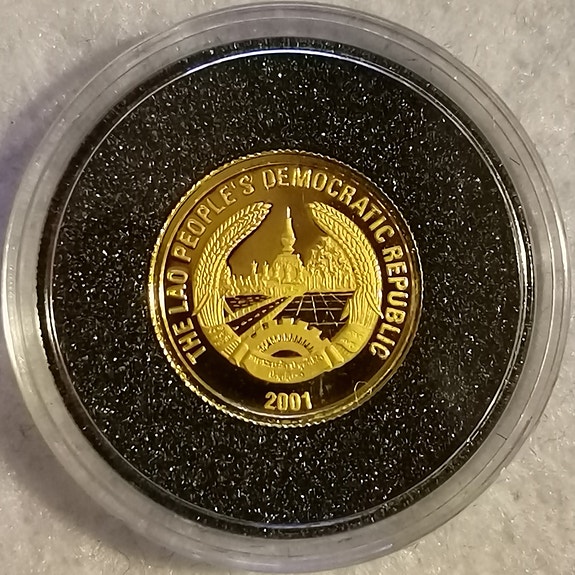 THE LAO PEOPLE'S DEMOCRATIC REPUBLIC
2001